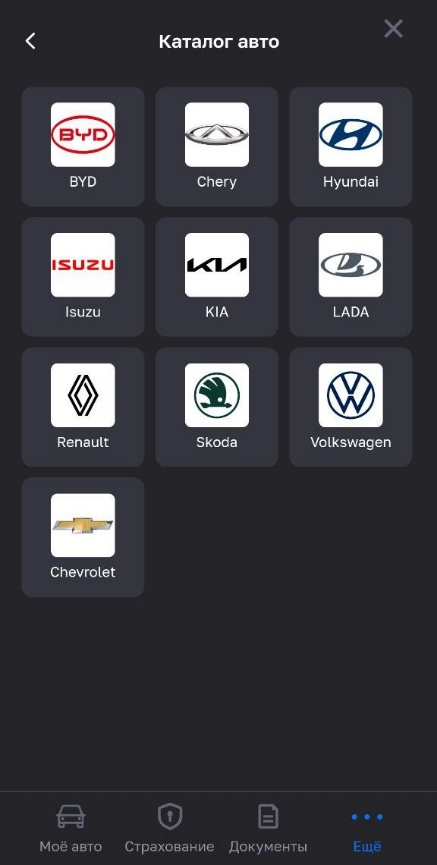 Каталог авто
BYD
BYD
Chery
Hyundai
ISUZU
Isuzu
KIA
KIA
LADA
Renault
Skoda
Volkswagen
Chevrolet
Моё авто
Страхование
Документы
Ещё